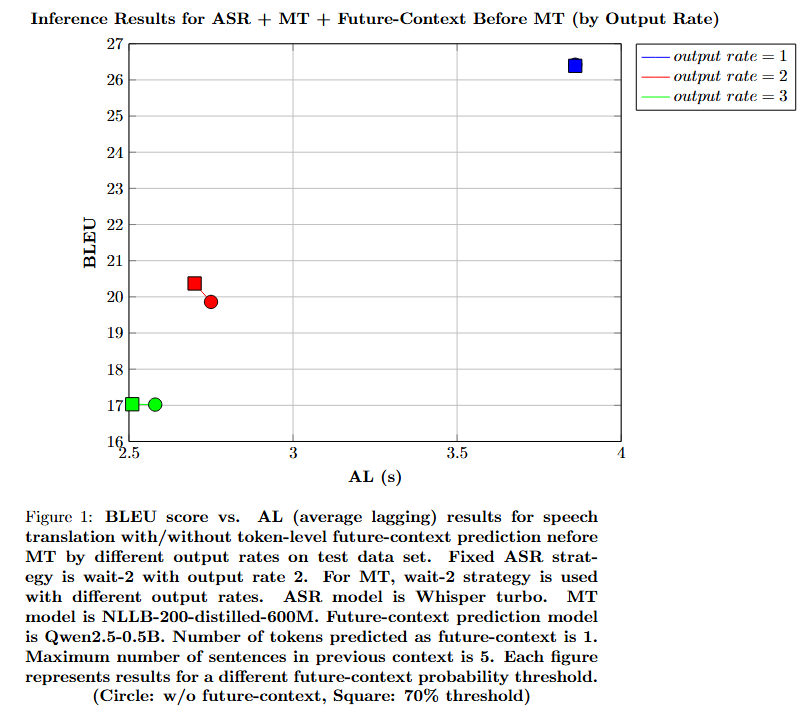 Inference Results for ASR + MT + Future-Context Before MT (by Output Rate)
27
26
25
24
23
22
21
20
19
18
17
16
BLEU
2.5
3
3.5
4
AL (s)
output rate = 1
output rate = 2
output rate = 3
Figure 1: BLEU score vs. AL (average lagging) results for speech
translation with/without token-level future-context prediction nefore
MT by different output rates on test data set. Fixed ASR strat-
egy is wait-2 with output rate 2. For MT, wait-2 strategy is used
with different output rates. ASR model is Whisper turbo. MT
model is NLLB-200-distilled-600M. Future-context prediction model
is Qwen2.5-0.5B. Number of tokens predicted as future-context is 1.
Maximum number of sentences in previous context is 5. Each figure
represents results for a different future-context probability threshold.
(Circle: w/o future-context, Square: 70% threshold)